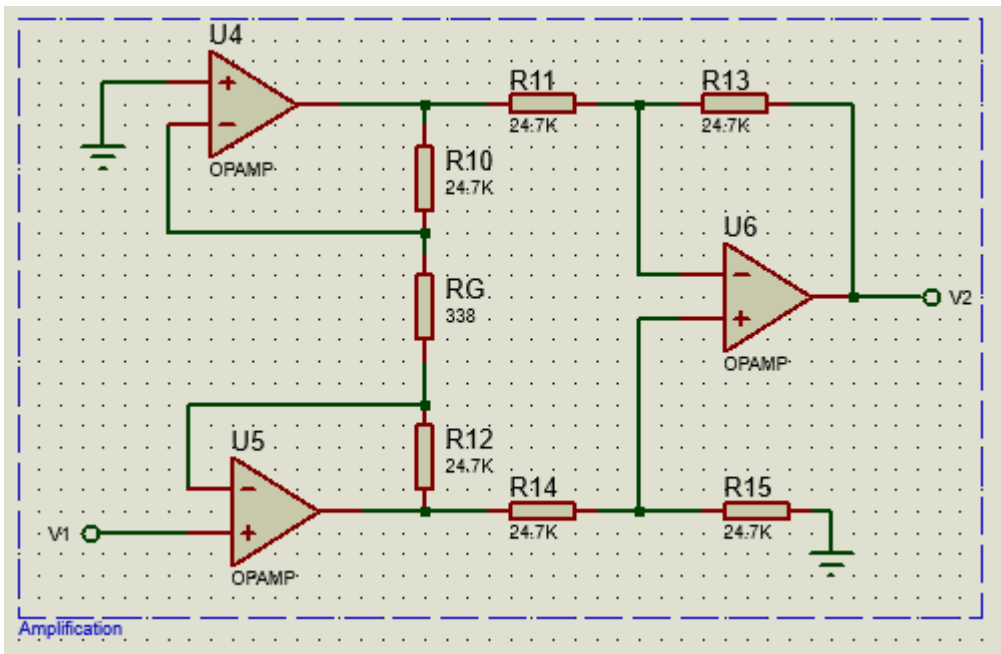 U4
+
-
OPAMP
R11
24.7K
R13
24.7K
R10
24.7K
U6
-
+
OPAMP
V2
RG
338
U5
-
+
OPAMP
V1
R12
24.7K
R14
24.7K
R15
24.7K
Amplification